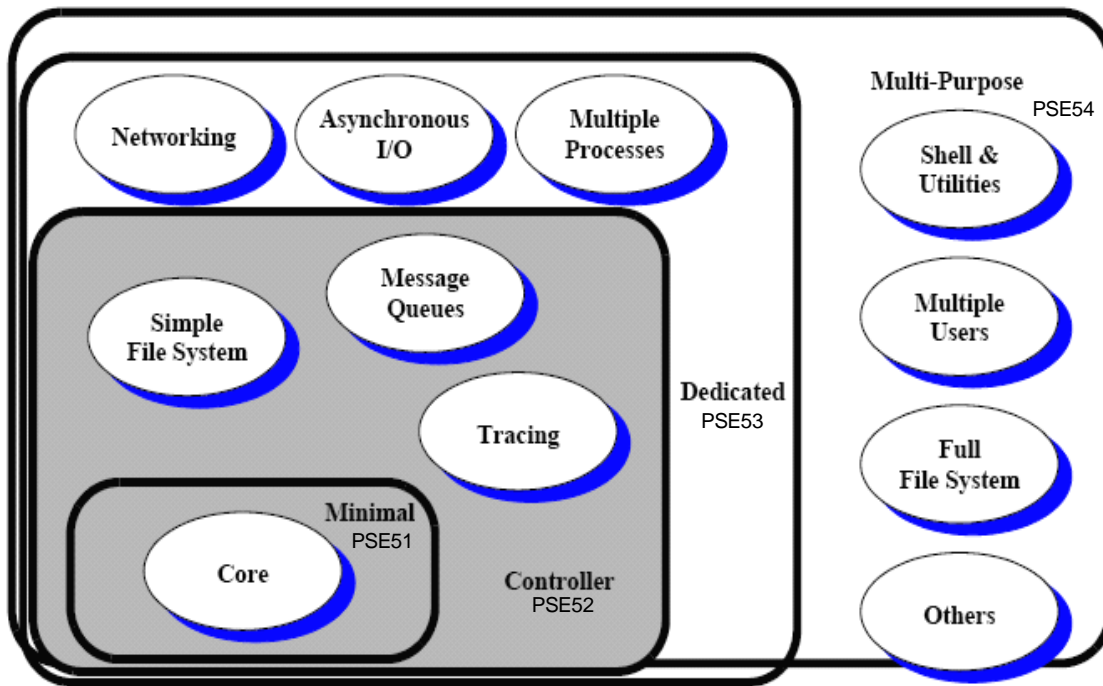 Networking
Asynchronous
I/O
Multiple
Processes
Multi-Purpose
PSE54
Shell &
Utilities
Multiple
Users
Full
File System
Others
Dedicated
PSE53
Message
Queues
Simple
File System
Tracing
Controller
PSE52
Minimal
PSE51
Core